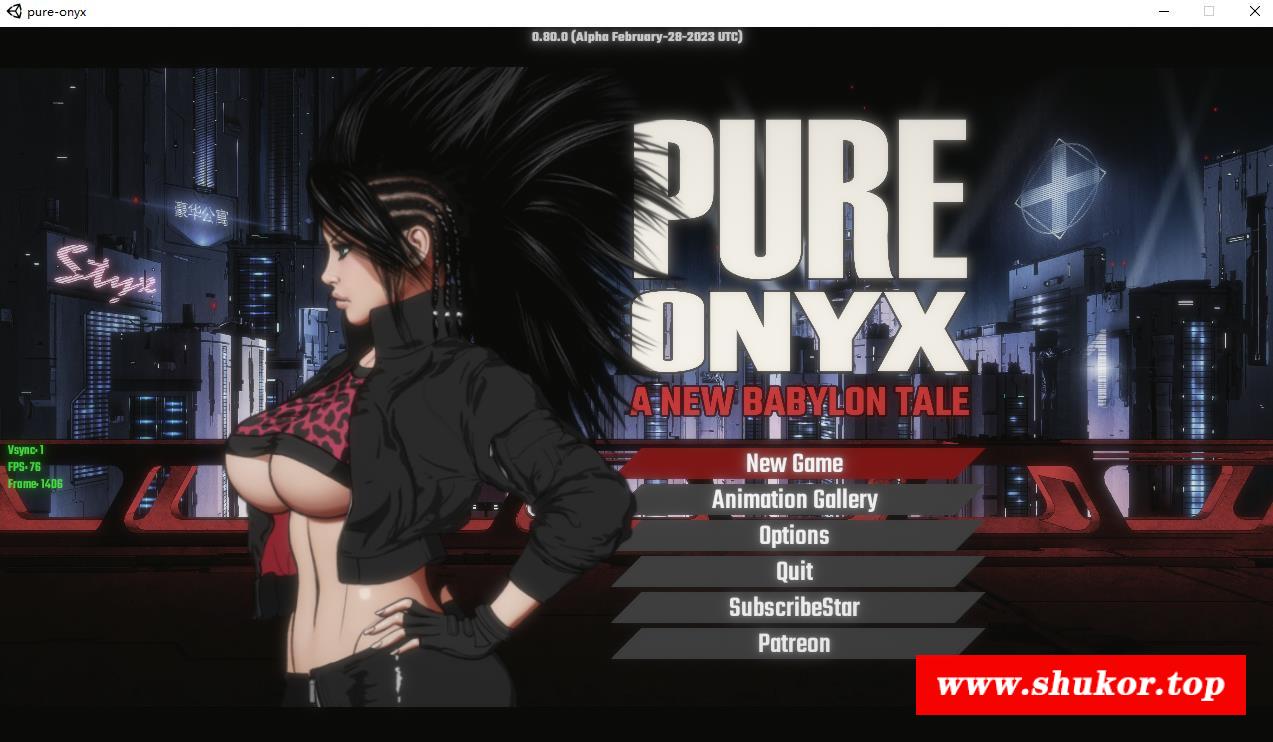 pure-onyx
0.80.0 (Alpha February-28-2023 UTC)
PURE
ONYX
A NEW BABYLON TALE
豪华公寓
Styx
Vsync: 1
FPS: 76
Frame: 1406
New Game
Animation Gallery
Options
Quit
SubscribeStar
Patreon
www.shukor.top